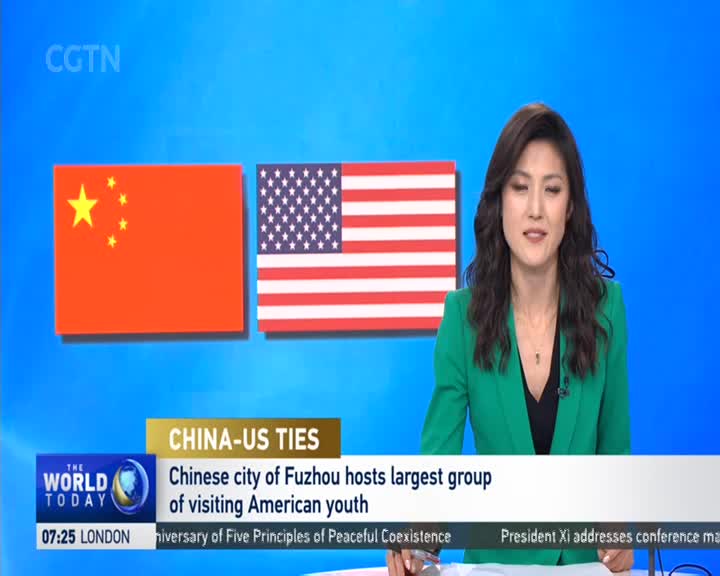 CGTN
CHINA-US TIES
THE
WORLD
TODAY
Chinese city of Fuzhou hosts largest group
of visiting American youth
07:25 LONDON
niversary of Five Principles of Peaceful Coexistence President Xi addresses conference ma